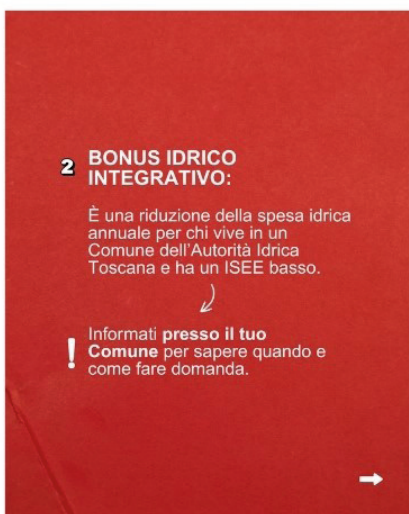 2 BONUS IDRICO
INTEGRATIVO:
È una riduzione della spesa idrica
annuale per chi vive in un
Comune dell'Autorità Idrica
Toscana e ha un ISEE basso.
! Informati presso il tuo
Comune per sapere quando e
come fare domanda.